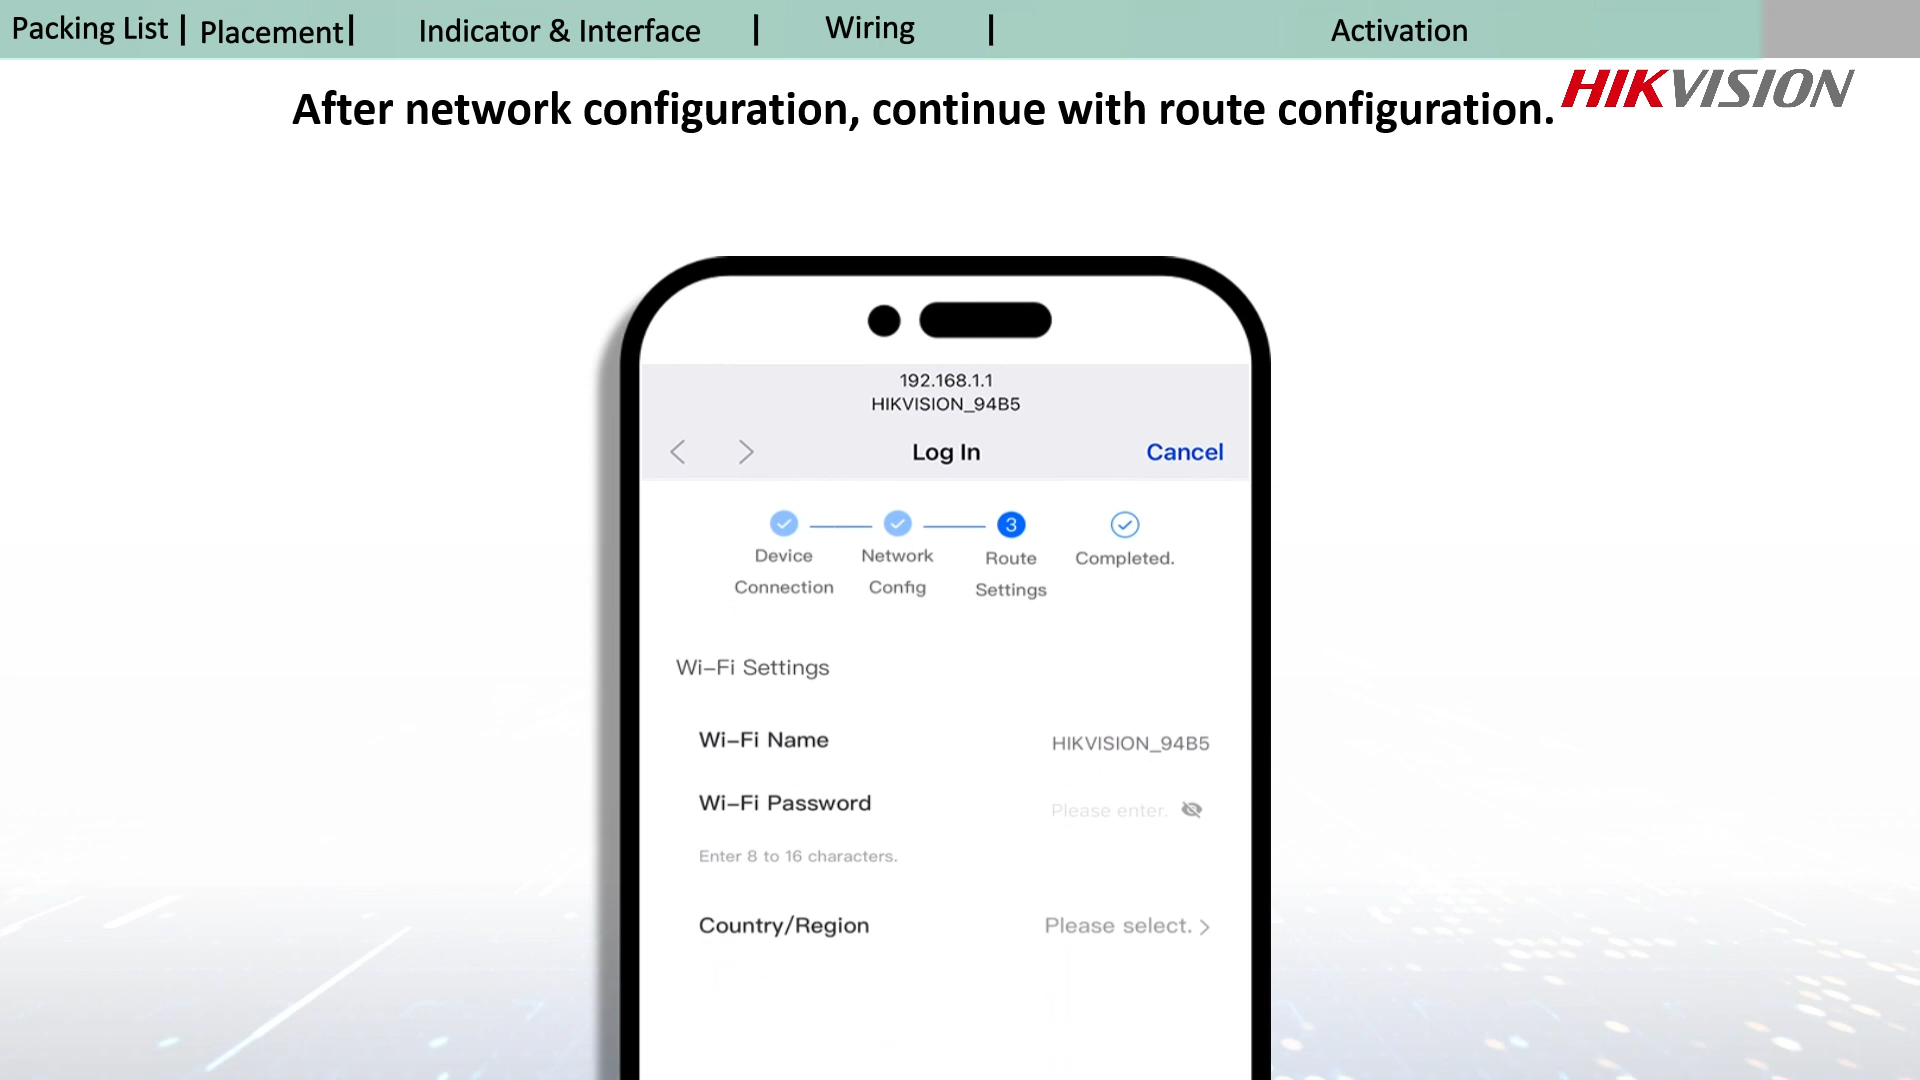 Packing List | Placement | Indicator & Interface | Wiring | Activation
After network configuration, continue with route configuration.
HIKVISION
192.168.1.1
HIKVISION_94B5
Log In
Cancel
3
Device Connection
Network Config
Route Settings
Completed.
Wi-Fi Settings
Wi-Fi Name
HIKVISION_94B5
Wi-Fi Password
Please enter.
Enter 8 to 16 characters.
Country/Region
Please select. >